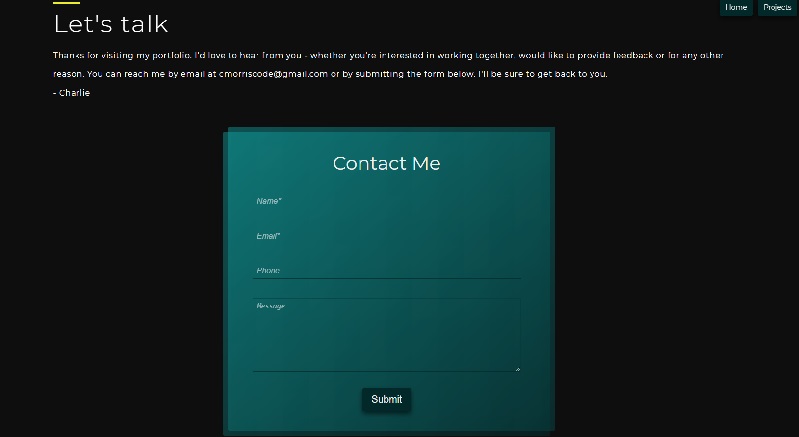 Home Projects
Let's talk
Thanks for visiting my portfolio. I'd love to hear from you - whether you're interested in working together, would like to provide feedback or for any other
reason. You can reach me by email at cmorriscode@gmail.com or by submitting the form below. I'll be sure to get back to you.
- Charlie
Contact Me
Name*
Email*
Phone
Message
Submit